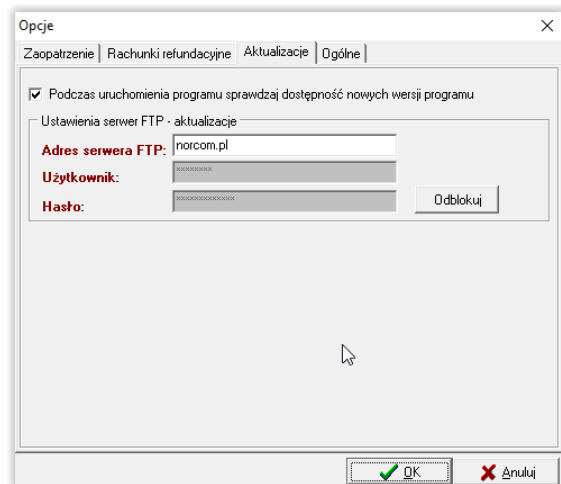 Opcje
Zaopatrzenie Rachunki refundacyjne Aktualizacje Ogólne
Podczas uruchomienia programu sprawdzaj dostępność nowych wersji programu
Ustawienia serwer FTP - aktualizacje
Adres serwera FTP: norcom.pl
Użytkownik: ××××××××
Hasło: ×××××××××××××
Odblokuj
OK Anuluj